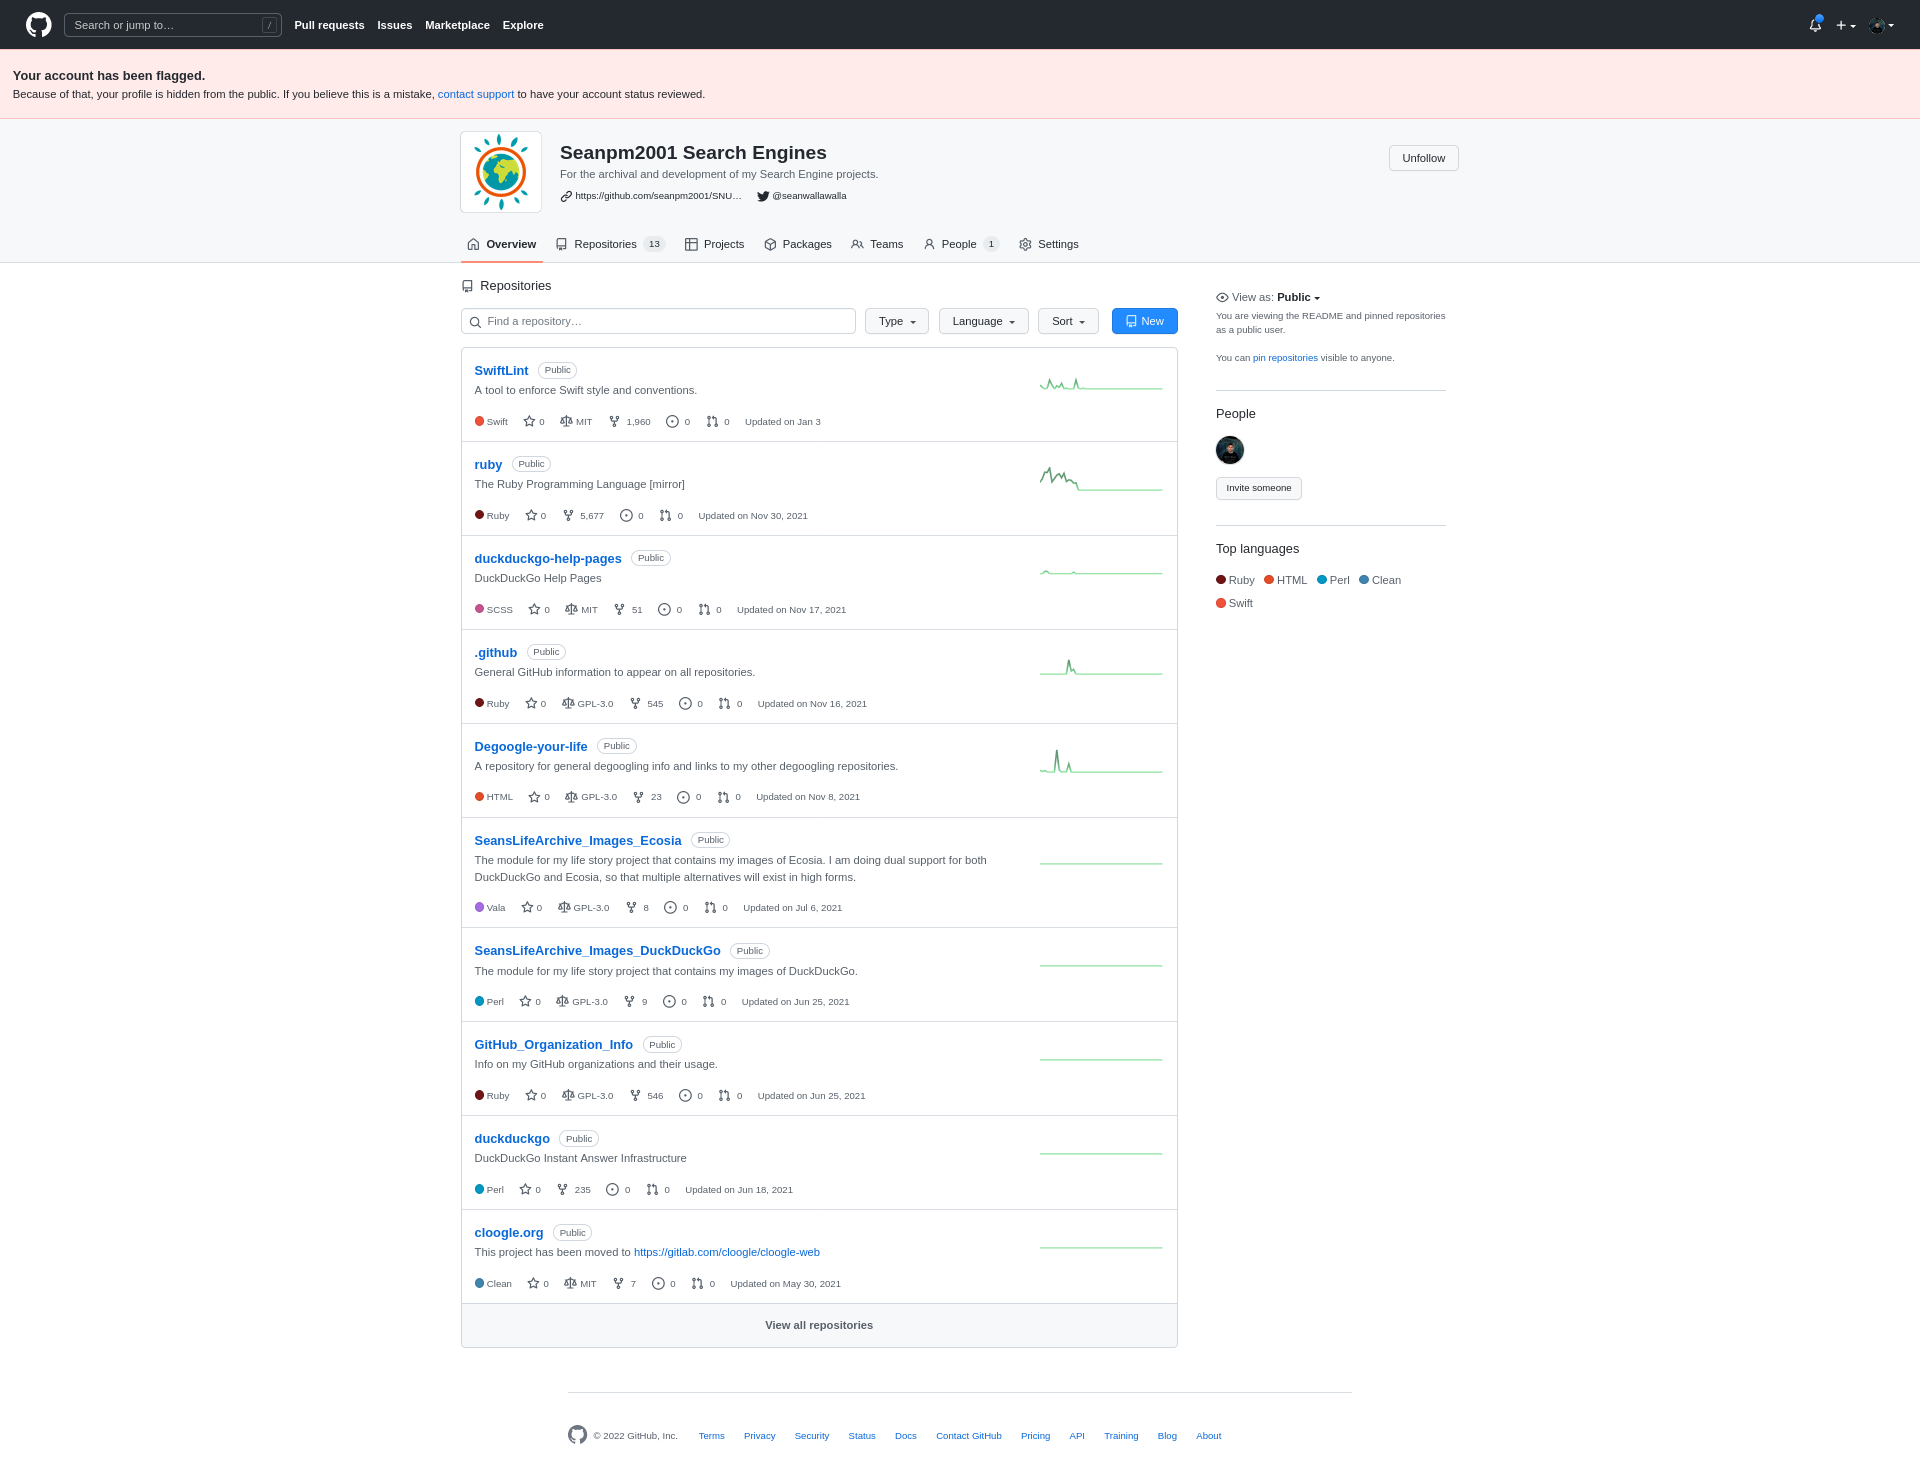 Search or jump to…
/
Pull requests Issues Marketplace Explore
Your account has been flagged.
Because of that, your profile is hidden from the public. If you believe this is a mistake, contact support to have your account status reviewed.
Seanpm2001 Search Engines
For the archival and development of my Search Engine projects.
https://github.com/seanpm2001/SNU… @seanwallawalla
Unfollow
Overview Repositories 13 Projects Packages Teams People 1 Settings
Repositories
Find a repository… Type Language Sort New
SwiftLint Public
A tool to enforce Swift style and conventions.
Swift 0 MIT 1,960 0 0 Updated on Jan 3
ruby Public
The Ruby Programming Language [mirror]
Ruby 0 5,677 0 0 Updated on Nov 30, 2021
duckduckgo-help-pages Public
DuckDuckGo Help Pages
SCSS 0 MIT 51 0 0 Updated on Nov 17, 2021
.github Public
General GitHub information to appear on all repositories.
Ruby 0 GPL-3.0 545 0 0 Updated on Nov 16, 2021
Degoogle-your-life Public
A repository for general degoogling info and links to my other degoogling repositories.
HTML 0 GPL-3.0 23 0 0 Updated on Nov 8, 2021
SeansLifeArchive_Images_Ecosia Public
The module for my life story project that contains my images of Ecosia. I am doing dual support for both
DuckDuckGo and Ecosia, so that multiple alternatives will exist in high forms.
Vala 0 GPL-3.0 8 0 0 Updated on Jul 6, 2021
SeansLifeArchive_Images_DuckDuckGo Public
The module for my life story project that contains my images of DuckDuckGo.
Perl 0 GPL-3.0 9 0 0 Updated on Jun 25, 2021
GitHub_Organization_Info Public
Info on my GitHub organizations and their usage.
Ruby 0 GPL-3.0 546 0 0 Updated on Jun 25, 2021
duckduckgo Public
DuckDuckGo Instant Answer Infrastructure
Perl 0 235 0 0 Updated on Jun 18, 2021
cloogle.org Public
This project has been moved to https://gitlab.com/cloogle/cloogle-web
Clean 0 MIT 7 0 0 Updated on May 30, 2021
View all repositories
View as: Public
You are viewing the README and pinned repositories
as a public user.
You can pin repositories visible to anyone.
People
Invite someone
Top languages
Ruby HTML Perl Clean
Swift
© 2022 GitHub, Inc. Terms Privacy Security Status Docs Contact GitHub Pricing API Training Blog About